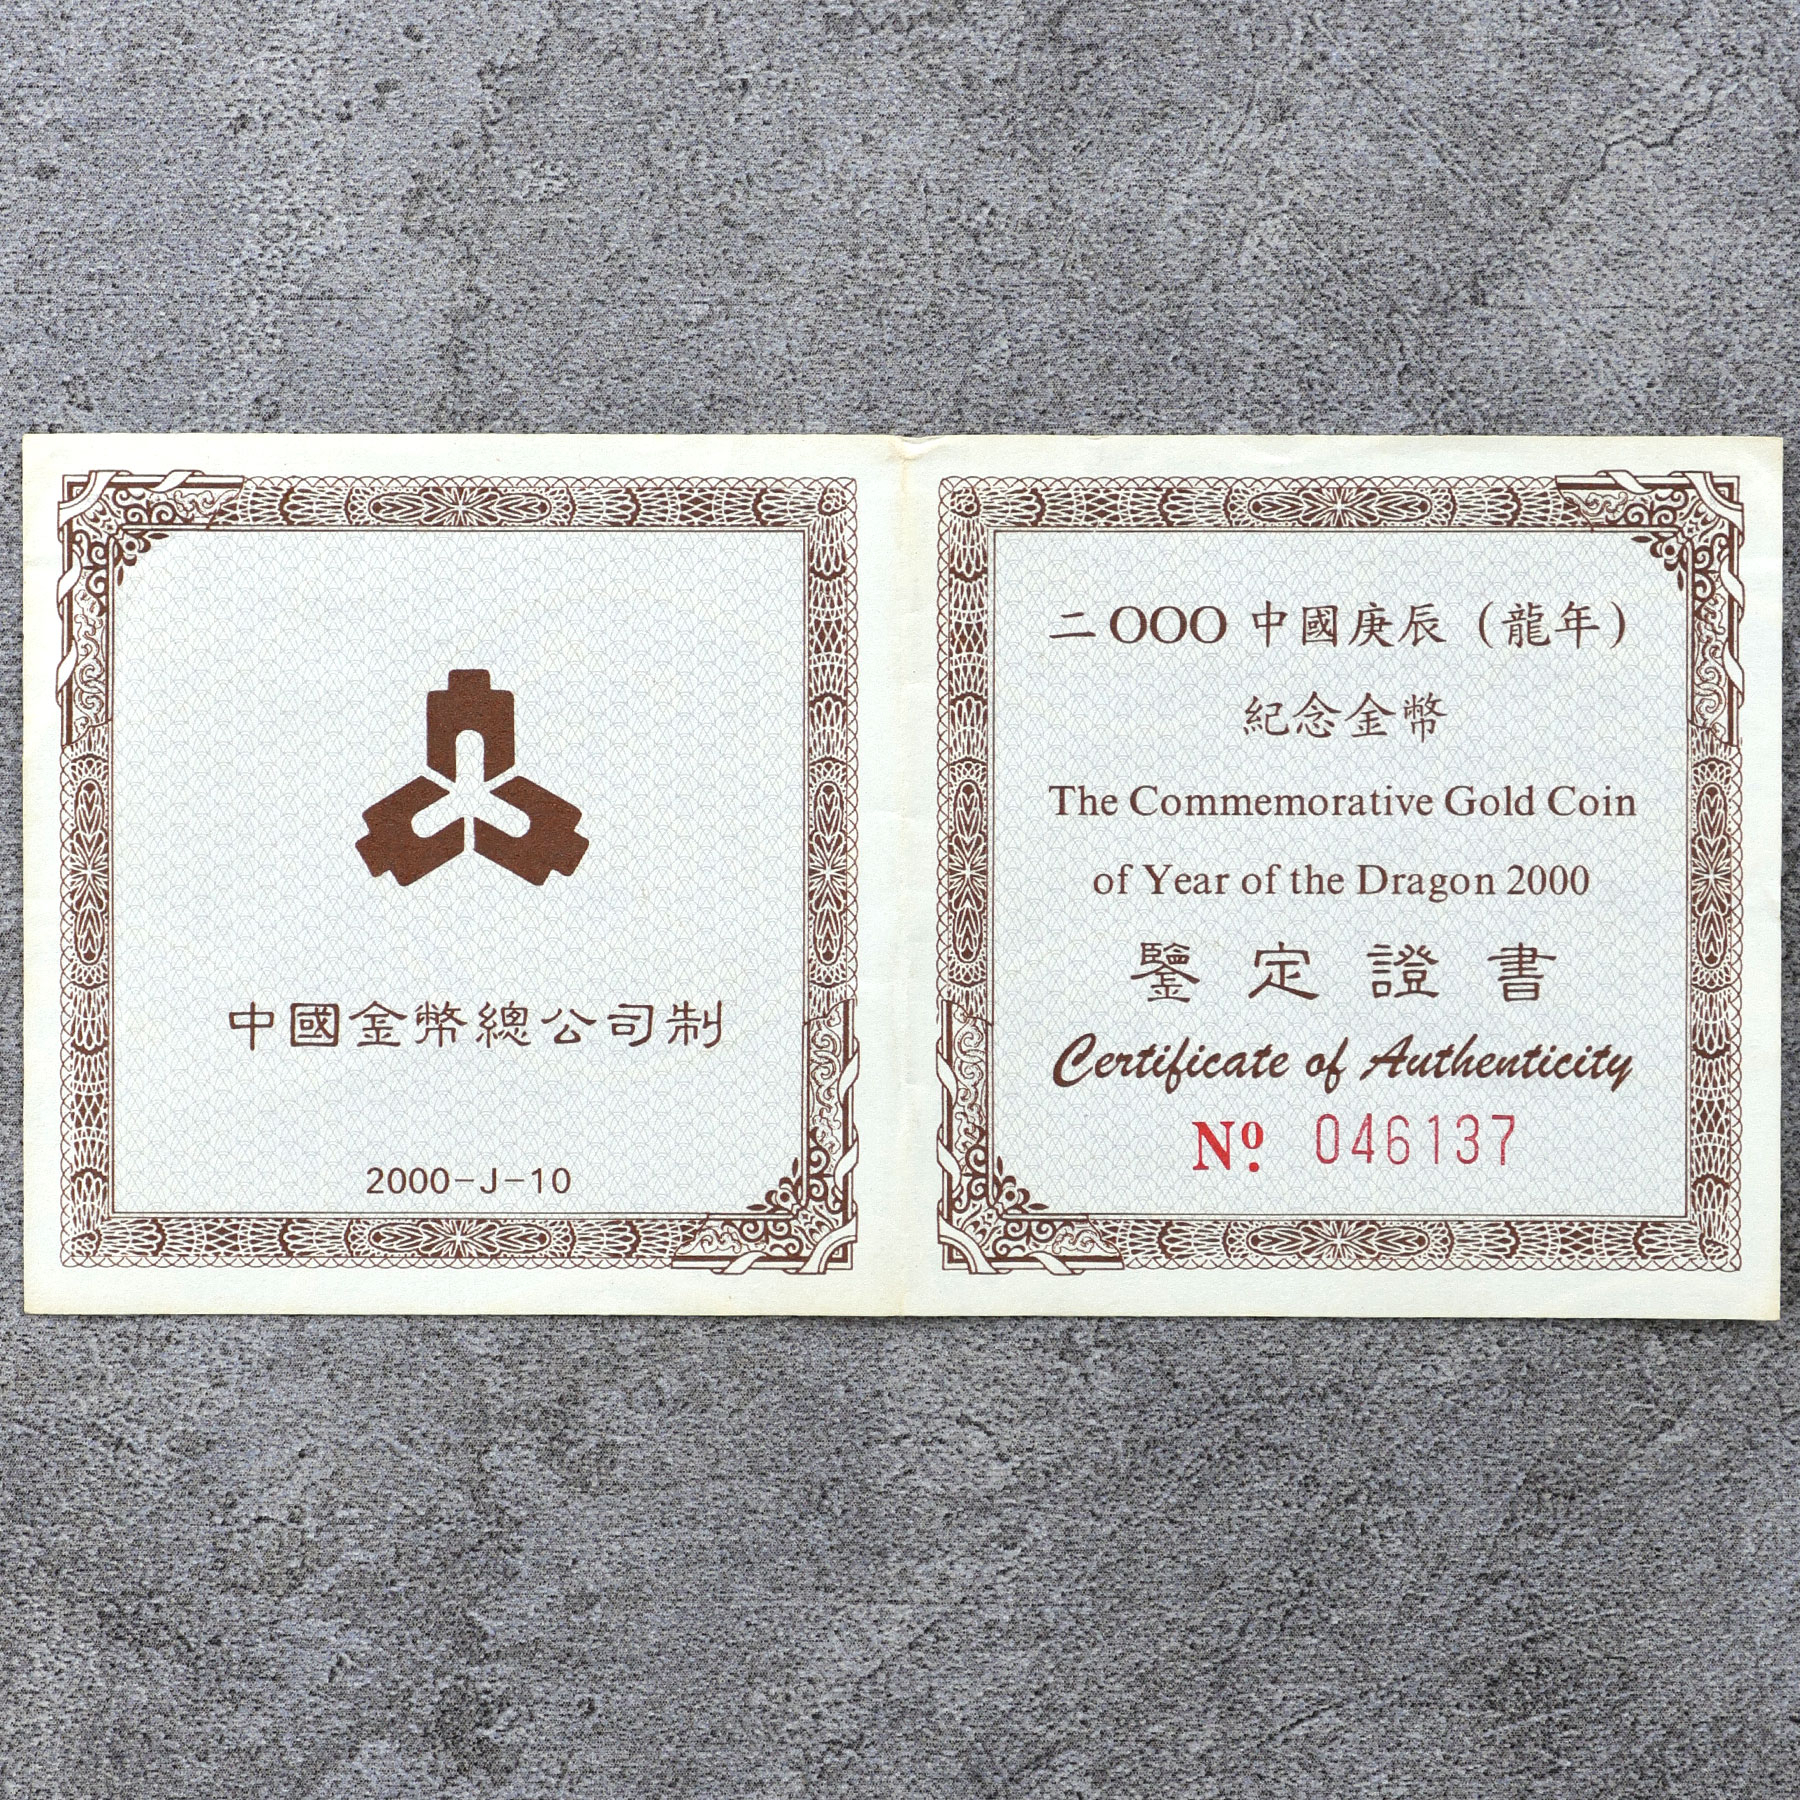 中國金幣總公司制
2000-J-10
二OOO 中國庚辰（龍年）
紀念金幣
The Commemorative Gold Coin
of Year of the Dragon 2000
鑒定證書
Certificate of Authenticity
Nº. 046137